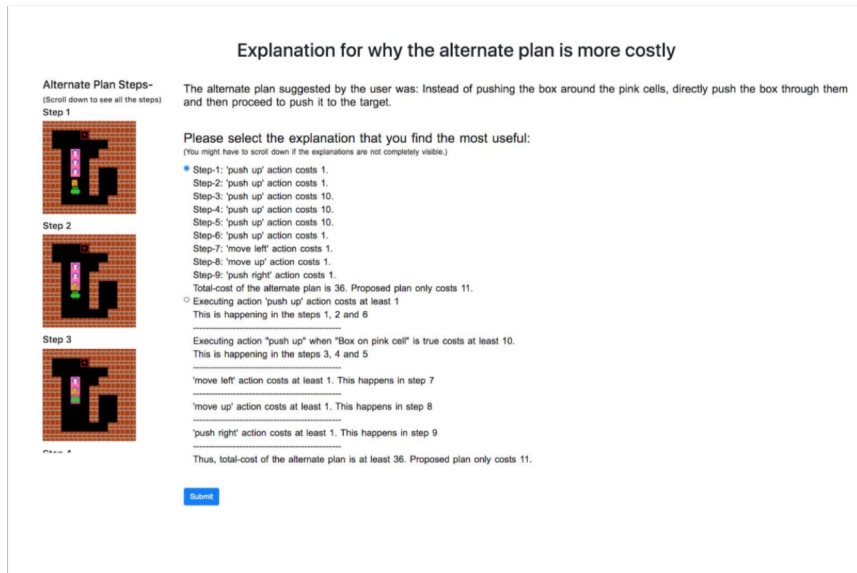 Explanation for why the alternate plan is more costly
Alternate Plan Steps-
(Scroll down to see all the steps)
Step 1
Step 2
Step 3
The alternate plan suggested by the user was: Instead of pushing the box around the pink cells, directly push the box through them
and then proceed to push it to the target.
Please select the explanation that you find the most useful:
(You might have to scroll down if the explanations are not completely visible.)
Step-1: 'push up' action costs 1.
Step-2: 'push up' action costs 1.
Step-3: 'push up' action costs 10.
Step-4: 'push up' action costs 10.
Step-5: 'push up' action costs 10.
Step-6: 'push up' action costs 1.
Step-7: 'move left' action costs 1.
Step-8: 'move up' action costs 1.
Step-9: 'push right' action costs 1.
Total-cost of the alternate plan is 36. Proposed plan only costs 11.
Executing action 'push up' action costs at least 1
This is happening in the steps 1, 2 and 6
--------------------------------------------
Executing action "push up" when "Box on pink cell" is true costs at least 10.
This is happening in the steps 3, 4 and 5
--------------------------------------------
'move left' action costs at least 1. This happens in step 7
--------------------------------------------
'move up' action costs at least 1. This happens in step 8
--------------------------------------------
'push right' action costs at least 1. This happens in step 9
--------------------------------------------
Thus, total-cost of the alternate plan is at least 36. Proposed plan only costs 11.
Submit